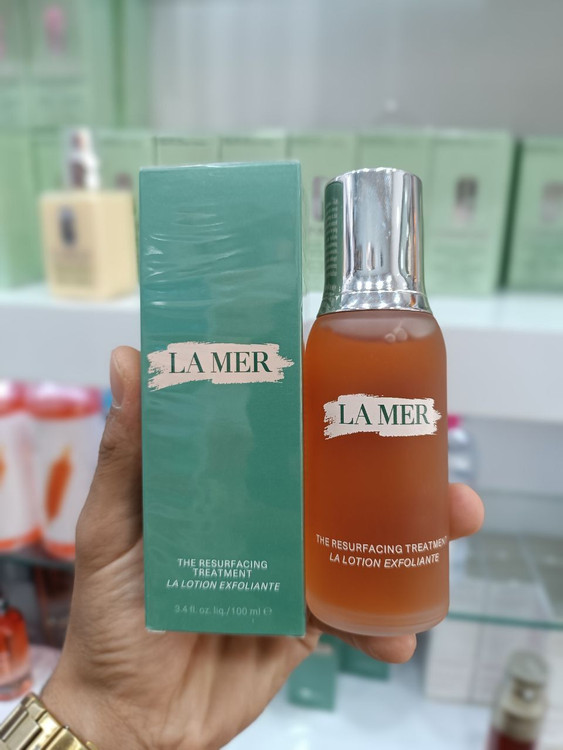 LA MER
THE RESURFACING
TREATMENT
LA LOTION EXFOLIANTE
3.4 fl. oz. liq./100 ml ℮
LA MER
THE RESURFACING TREATMENT
LA LOTION EXFOLIANTE